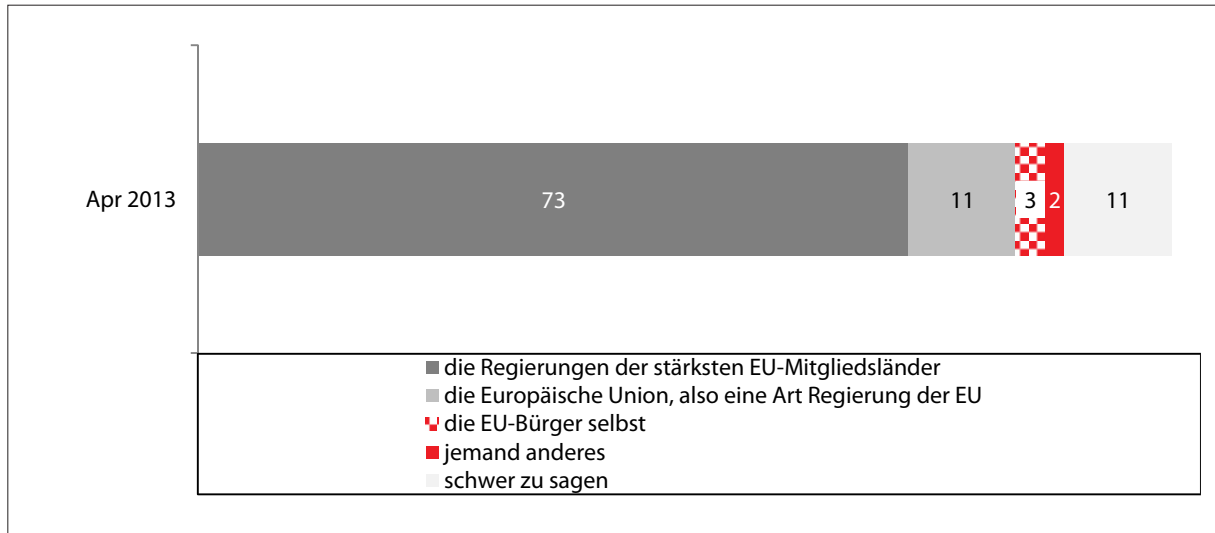 Apr 2013
73 11 3 2 11
die Regierungen der stärksten EU-Mitgliedsländer
die Europäische Union, also eine Art Regierung der EU
die EU-Bürger selbst
jemand anderes
schwer zu sagen